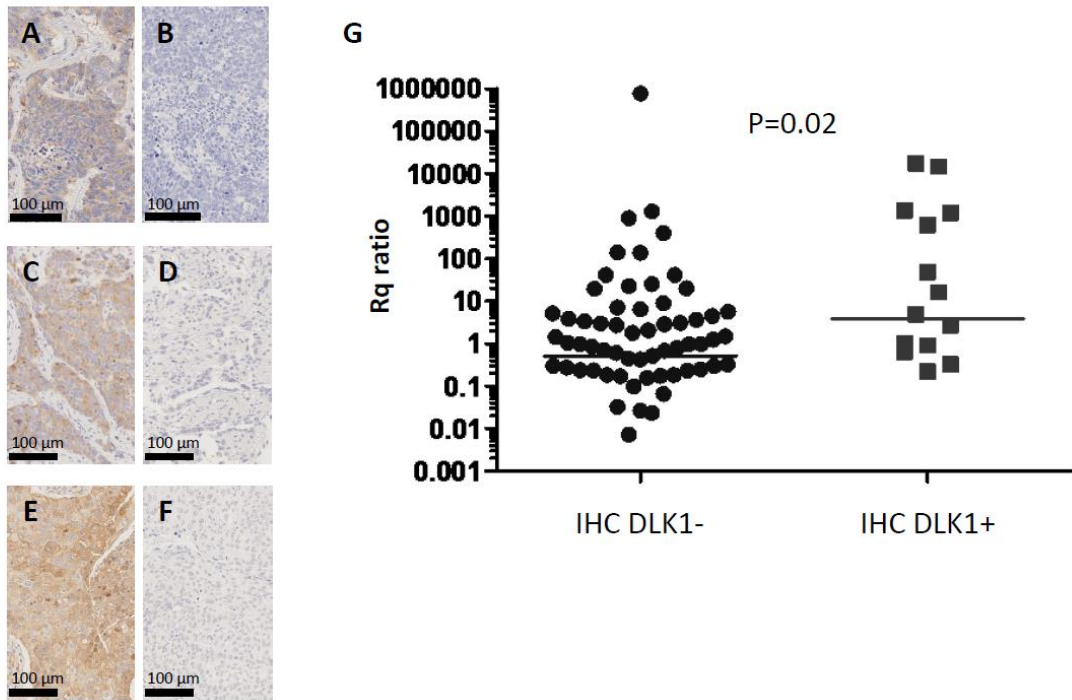 A
B
G
100 µm
100 µm
C
D
100 µm
100 µm
E
F
100 µm
100 µm
1000000
100000
10000
1000
100
10
1
0.1
0.01
0.001
Rq ratio
P=0.02
IHC DLK1-
IHC DLK1+